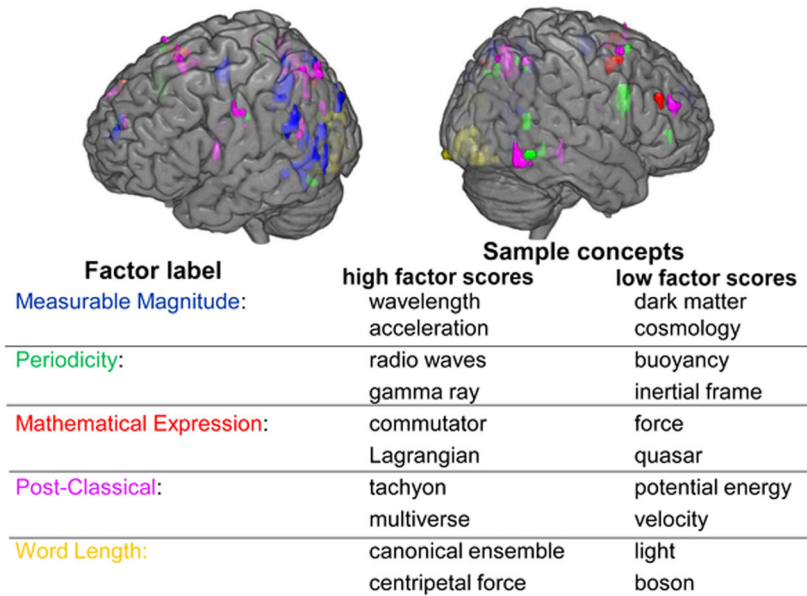 Sample concepts
Factor label high factor scores low factor scores
Measurable Magnitude: wavelength dark matter
acceleration cosmology
Periodicity: radio waves buoyancy
gamma ray inertial frame
Mathematical Expression: commutator force
Lagrangian quasar
Post-Classical: tachyon potential energy
multiverse velocity
Word Length: canonical ensemble light
centripetal force boson